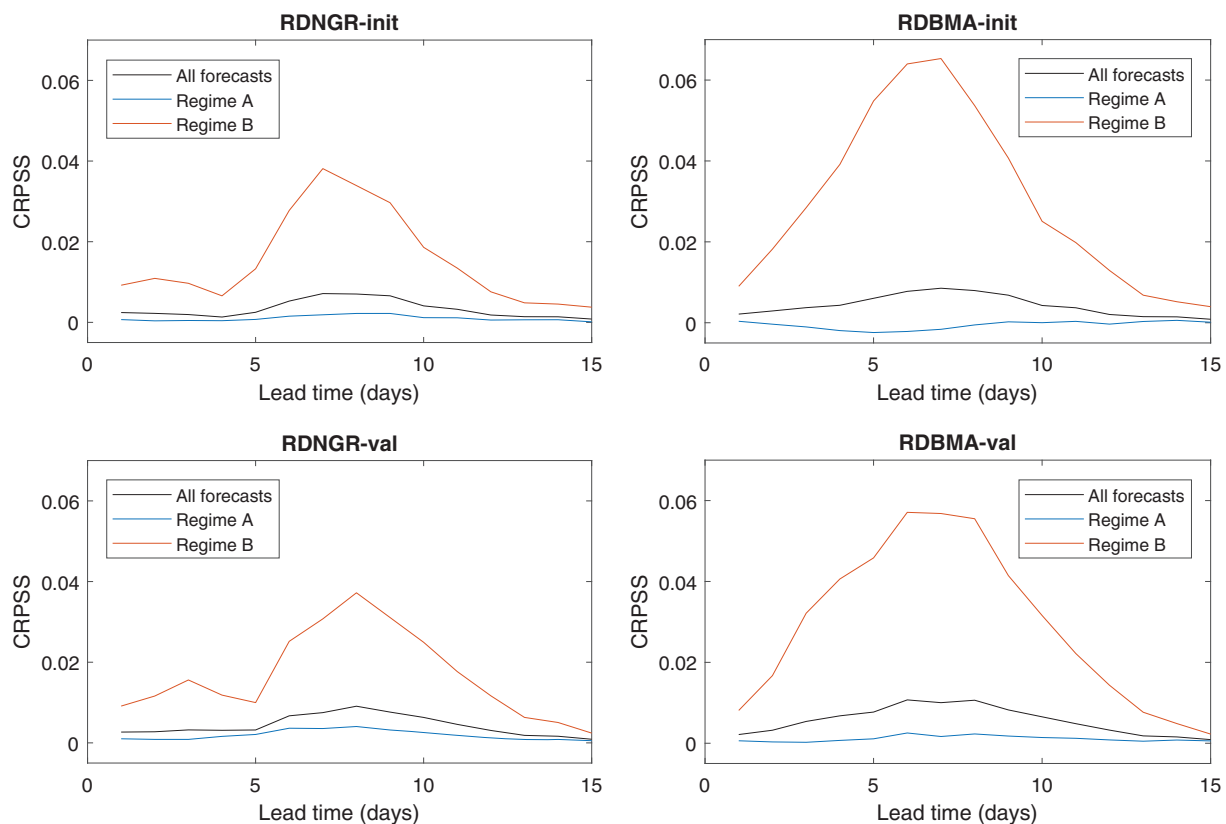 RDNGR-init
0.06
0.04
0.02
0
CRPSS
All forecasts
Regime A
Regime B
0 5 10 15
Lead time (days)
RDBMA-init
0.06
0.04
0.02
0
CRPSS
All forecasts
Regime A
Regime B
0 5 10 15
Lead time (days)
RDNGR-val
0.06
0.04
0.02
0
CRPSS
All forecasts
Regime A
Regime B
0 5 10 15
Lead time (days)
RDBMA-val
0.06
0.04
0.02
0
CRPSS
All forecasts
Regime A
Regime B
0 5 10 15
Lead time (days)